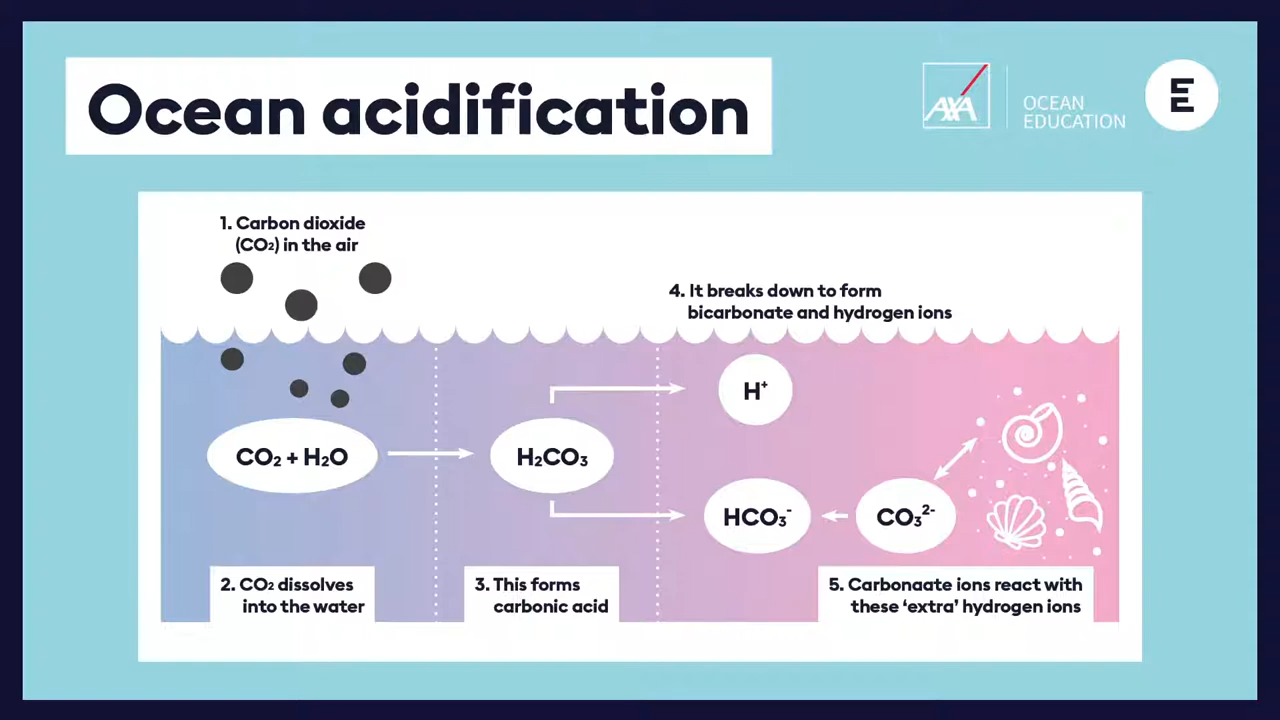 Ocean acidification
AXA
OCEAN
EDUCATION
E
1. Carbon dioxide
(CO₂) in the air
4. It breaks down to form
bicarbonate and hydrogen ions
H⁺
CO₂ + H₂O
H₂CO₃
HCO₃⁻
CO₃²⁻
2. CO₂ dissolves
into the water
3. This forms
carbonic acid
5. Carbonaate ions react with
these ‘extra’ hydrogen ions